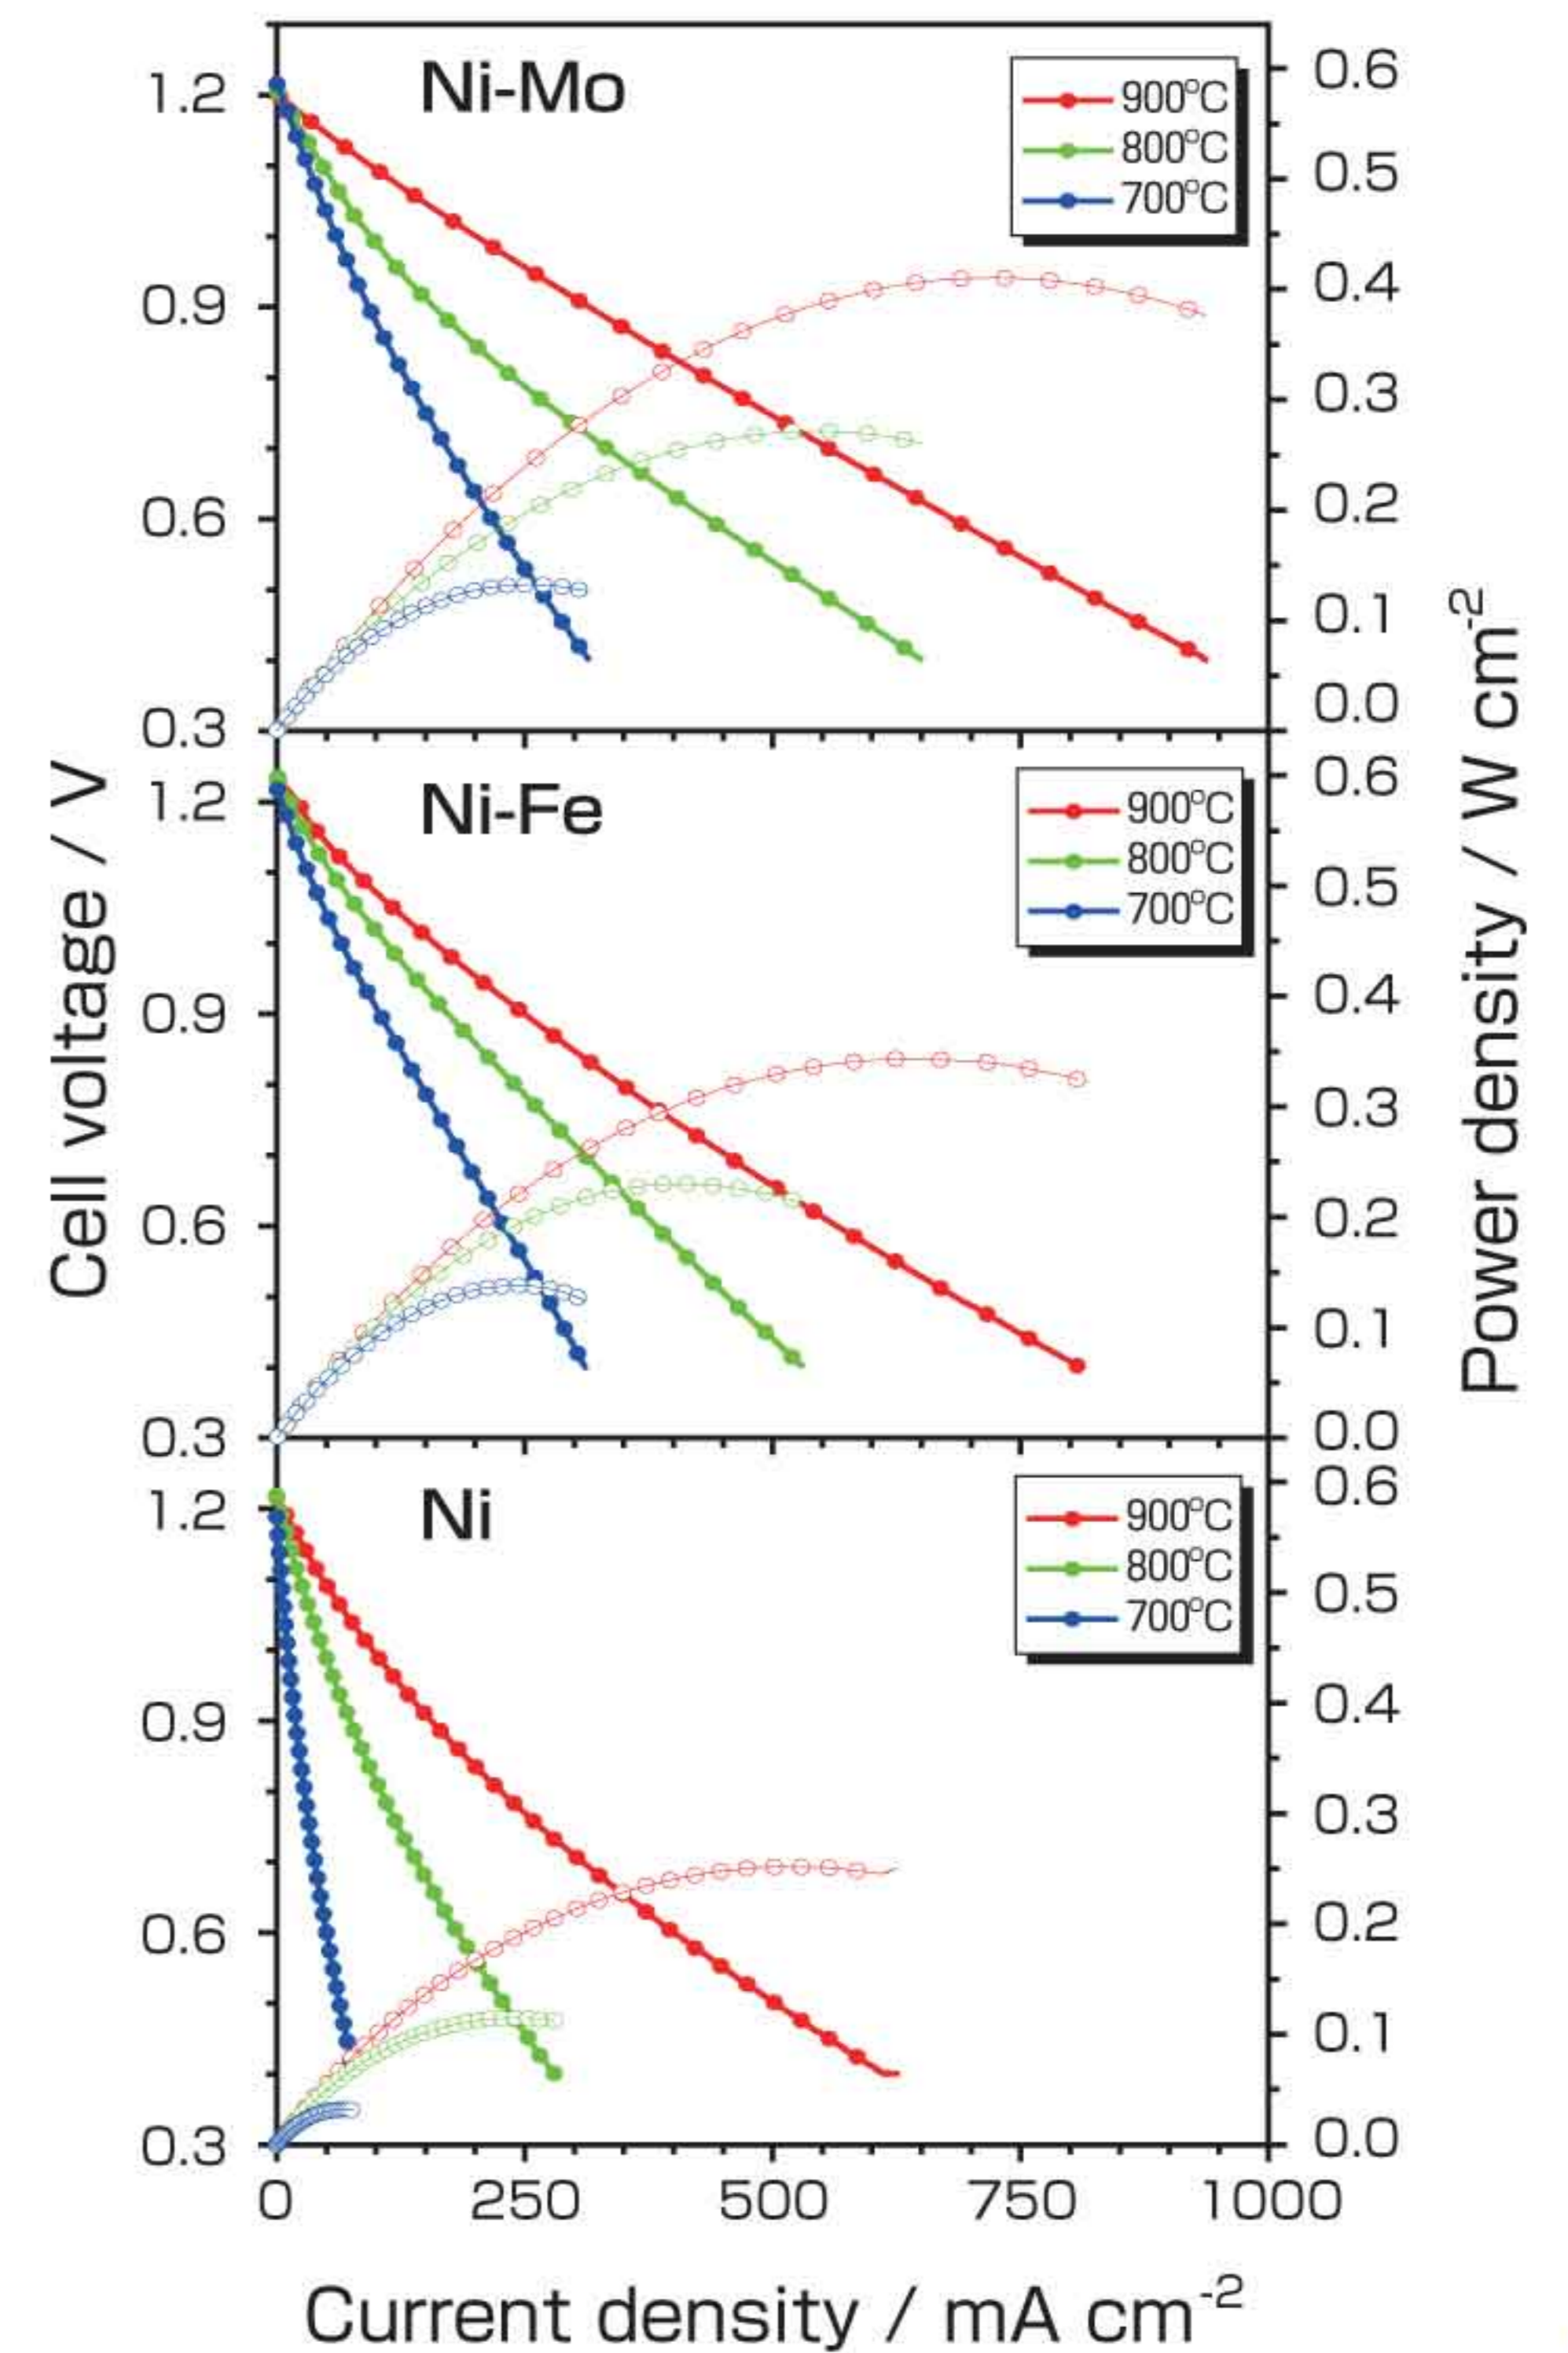 Ni-Mo
900°C
800°C
700°C
1.2
0.9
0.6
0.3
0.6
0.5
0.4
0.3
0.2
0.1
0.0
Ni-Fe
900°C
800°C
700°C
1.2
0.9
0.6
0.3
0.6
0.5
0.4
0.3
0.2
0.1
0.0
Ni
900°C
800°C
700°C
1.2
0.9
0.6
0.3
0.6
0.5
0.4
0.3
0.2
0.1
0.0
Cell voltage / V
Power density / W cm⁻²
0 250 500 750 1000
Current density / mA cm⁻²